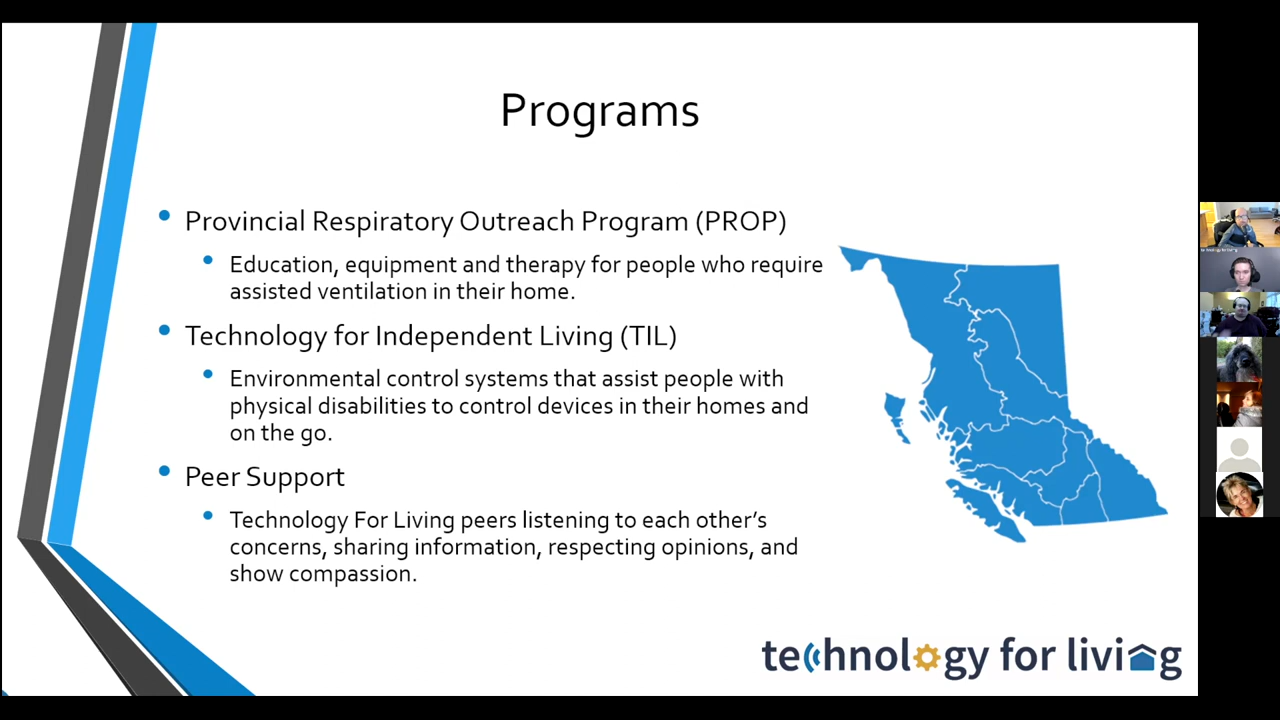 Programs
• Provincial Respiratory Outreach Program (PROP)
• Education, equipment and therapy for people who require
assisted ventilation in their home.
• Technology for Independent Living (TIL)
• Environmental control systems that assist people with
physical disabilities to control devices in their homes and
on the go.
• Peer Support
• Technology For Living peers listening to each other’s
concerns, sharing information, respecting opinions, and
show compassion.
technology for living